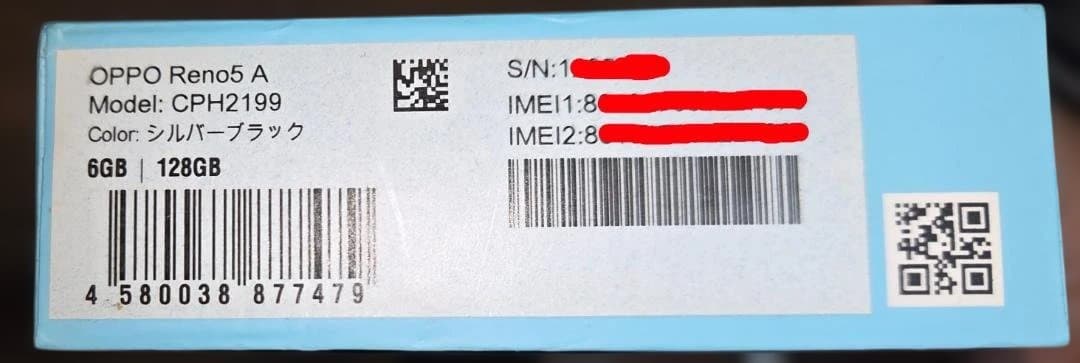 OPPO Reno5 A
Model: CPH2199
Color: シルバーブラック
6GB | 128GB
4 580038 877479
S/N:1
IMEI1:8
IMEI2:8